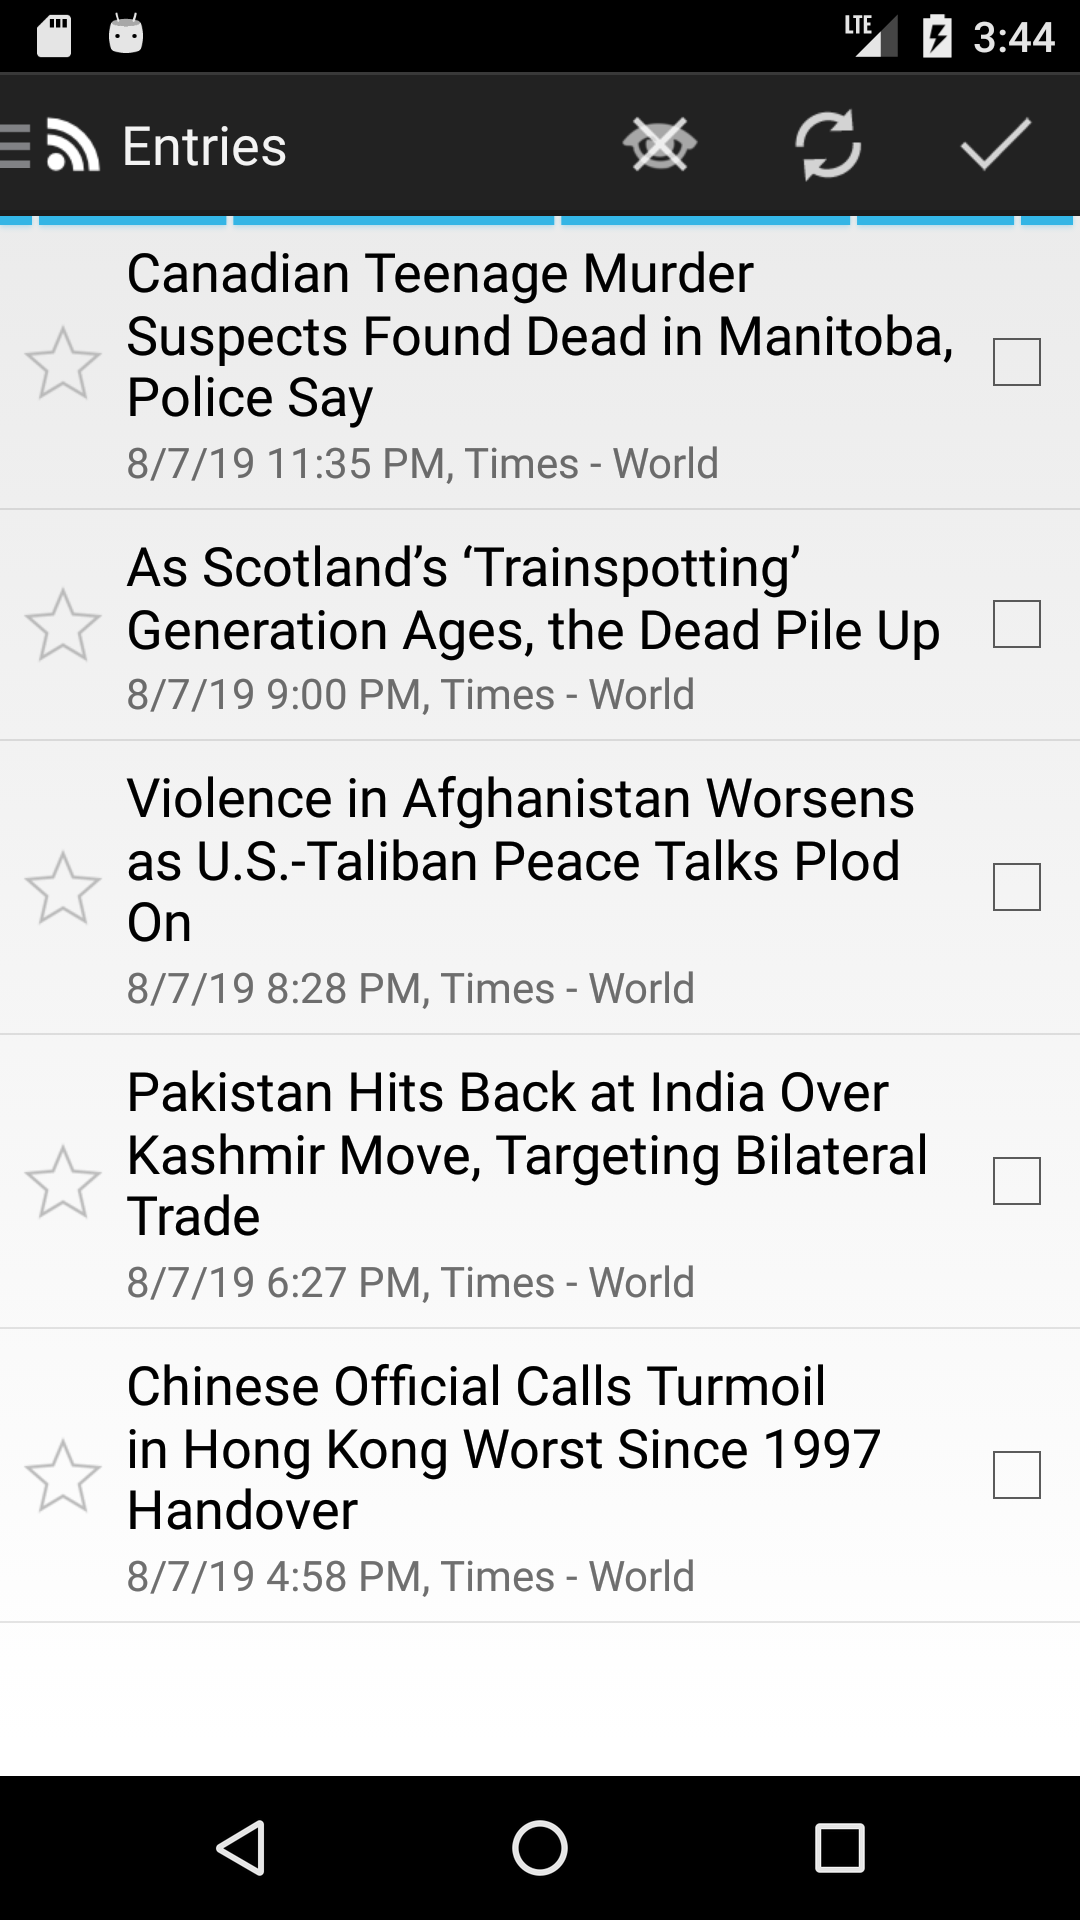 LTE 3:44
Entries
Canadian Teenage Murder
Suspects Found Dead in Manitoba,
Police Say
8/7/19 11:35 PM, Times - World
As Scotland’s ‘Trainspotting’
Generation Ages, the Dead Pile Up
8/7/19 9:00 PM, Times - World
Violence in Afghanistan Worsens
as U.S.-Taliban Peace Talks Plod
On
8/7/19 8:28 PM, Times - World
Pakistan Hits Back at India Over
Kashmir Move, Targeting Bilateral
Trade
8/7/19 6:27 PM, Times - World
Chinese Official Calls Turmoil
in Hong Kong Worst Since 1997
Handover
8/7/19 4:58 PM, Times - World